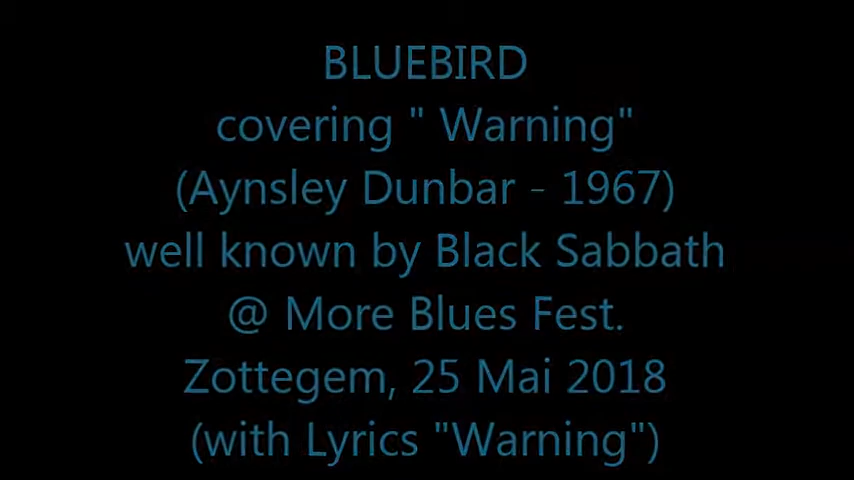 BLUEBIRD
covering " Warning"
(Aynsley Dunbar - 1967)
well known by Black Sabbath
@ More Blues Fest.
Zottegem, 25 Mai 2018
(with Lyrics "Warning")